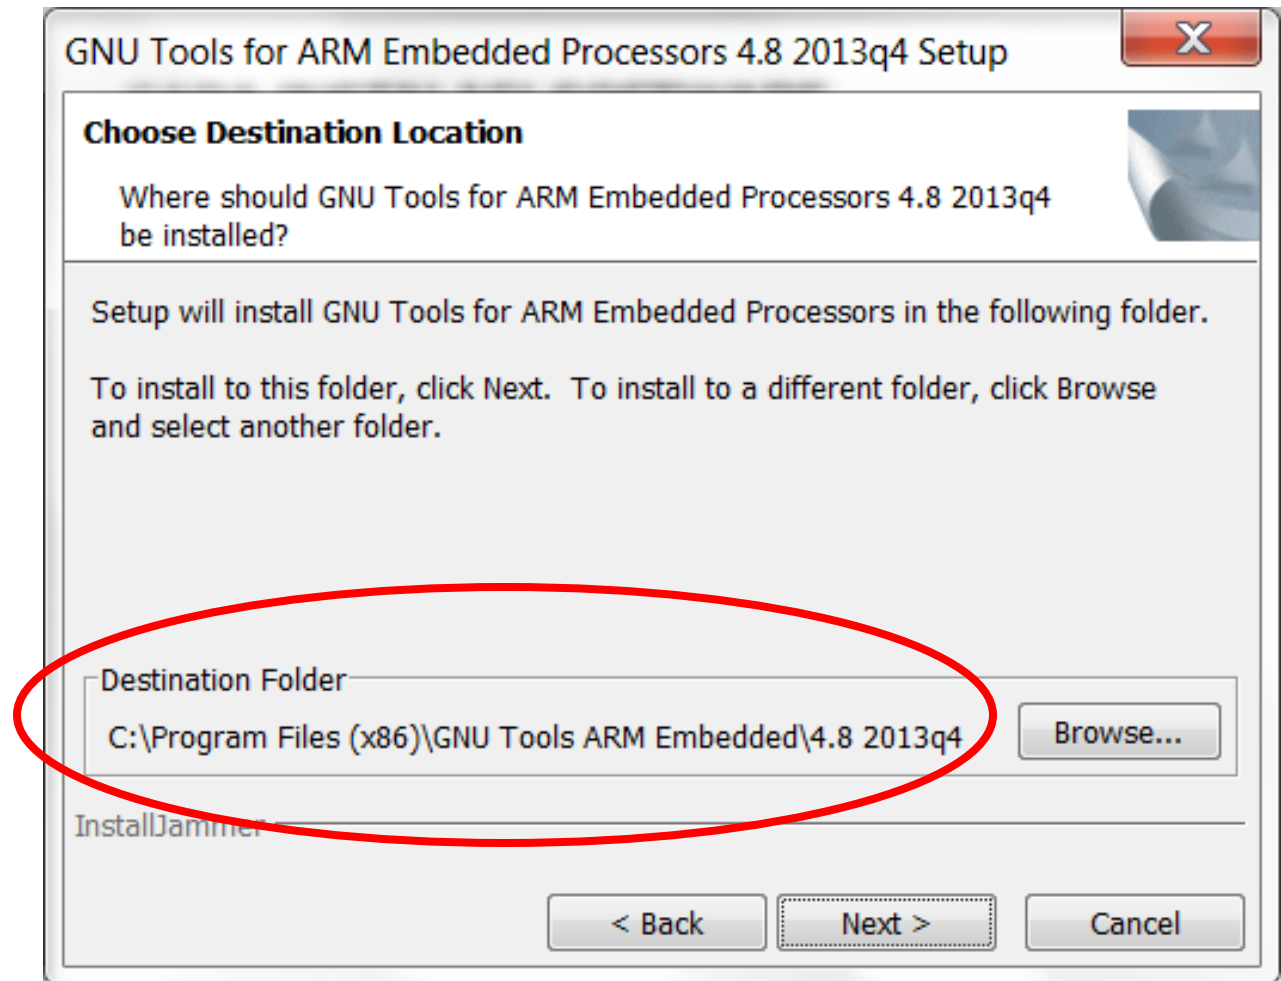 GNU Tools for ARM Embedded Processors 4.8 2013q4 Setup
X
Choose Destination Location
Where should GNU Tools for ARM Embedded Processors 4.8 2013q4
be installed?
Setup will install GNU Tools for ARM Embedded Processors in the following folder.
To install to this folder, click Next.  To install to a different folder, click Browse
and select another folder.
Destination Folder
C:\Program Files (x86)\GNU Tools ARM Embedded\4.8 2013q4
Browse...
InstallJammer
< Back
Next >
Cancel